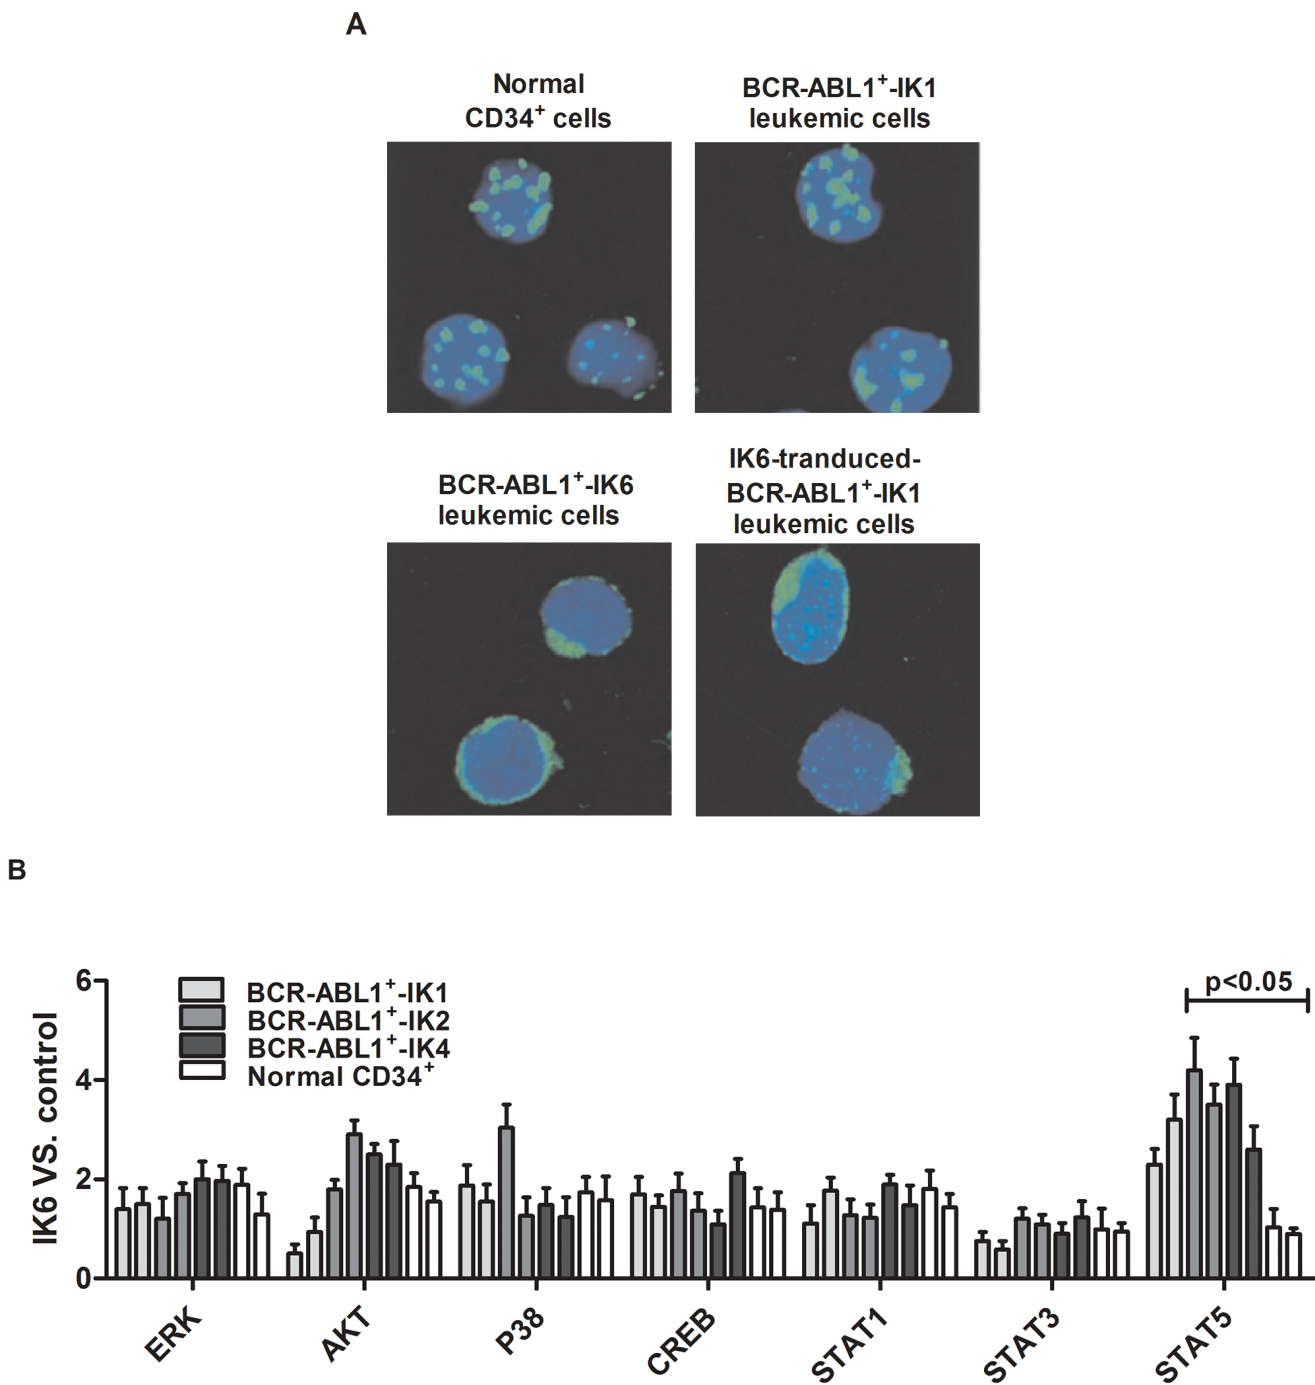 A
Normal
CD34+ cells
BCR-ABL1+-IK1
leukemic cells
BCR-ABL1+-IK6
leukemic cells
IK6-tranduced-
BCR-ABL1+-IK1
leukemic cells
B
IK6 VS. control
6
4
2
0
BCR-ABL1+-IK1
BCR-ABL1+-IK2
BCR-ABL1+-IK4
Normal CD34+
p<0.05
ERK
AKT
P38
CREB
STAT1
STAT3
STAT5